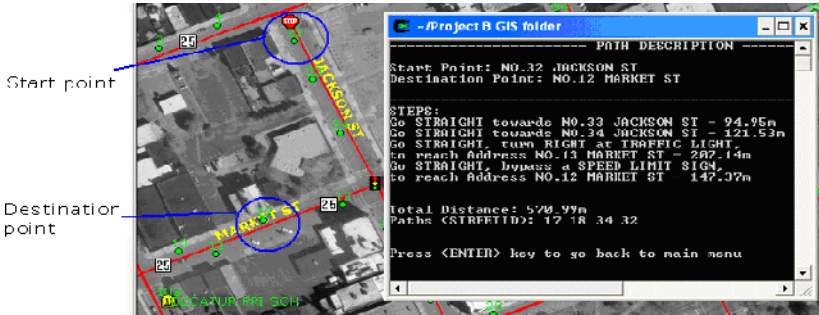 Start point
Destination
point
25
STOP
JACKSON ST
MARKET ST
25
25
~/Project B GIS folder
PATH DESCRIPTION
Start Point: NO.32 JACKSON ST
Destination Point: NO.12 MARKET ST
STEPS:
Go STRAIGHT towards NO.33 JACKSON ST - 94.95m
Go STRAIGHT towards NO.34 JACKSON ST - 121.53m
Go STRAIGHT, turn RIGHT at TRAFFIC LIGHT,
to reach Address NO.13 MARKET ST - 207.14m
Go STRAIGHT, bypass a SPEED LIMIT SIGN,
to reach Address NO.12 MARKET ST 147.37m
Total Distance: 570.99m
Paths (STREETID): 17 18 34 32
Press <ENTER> key to go back to main menu